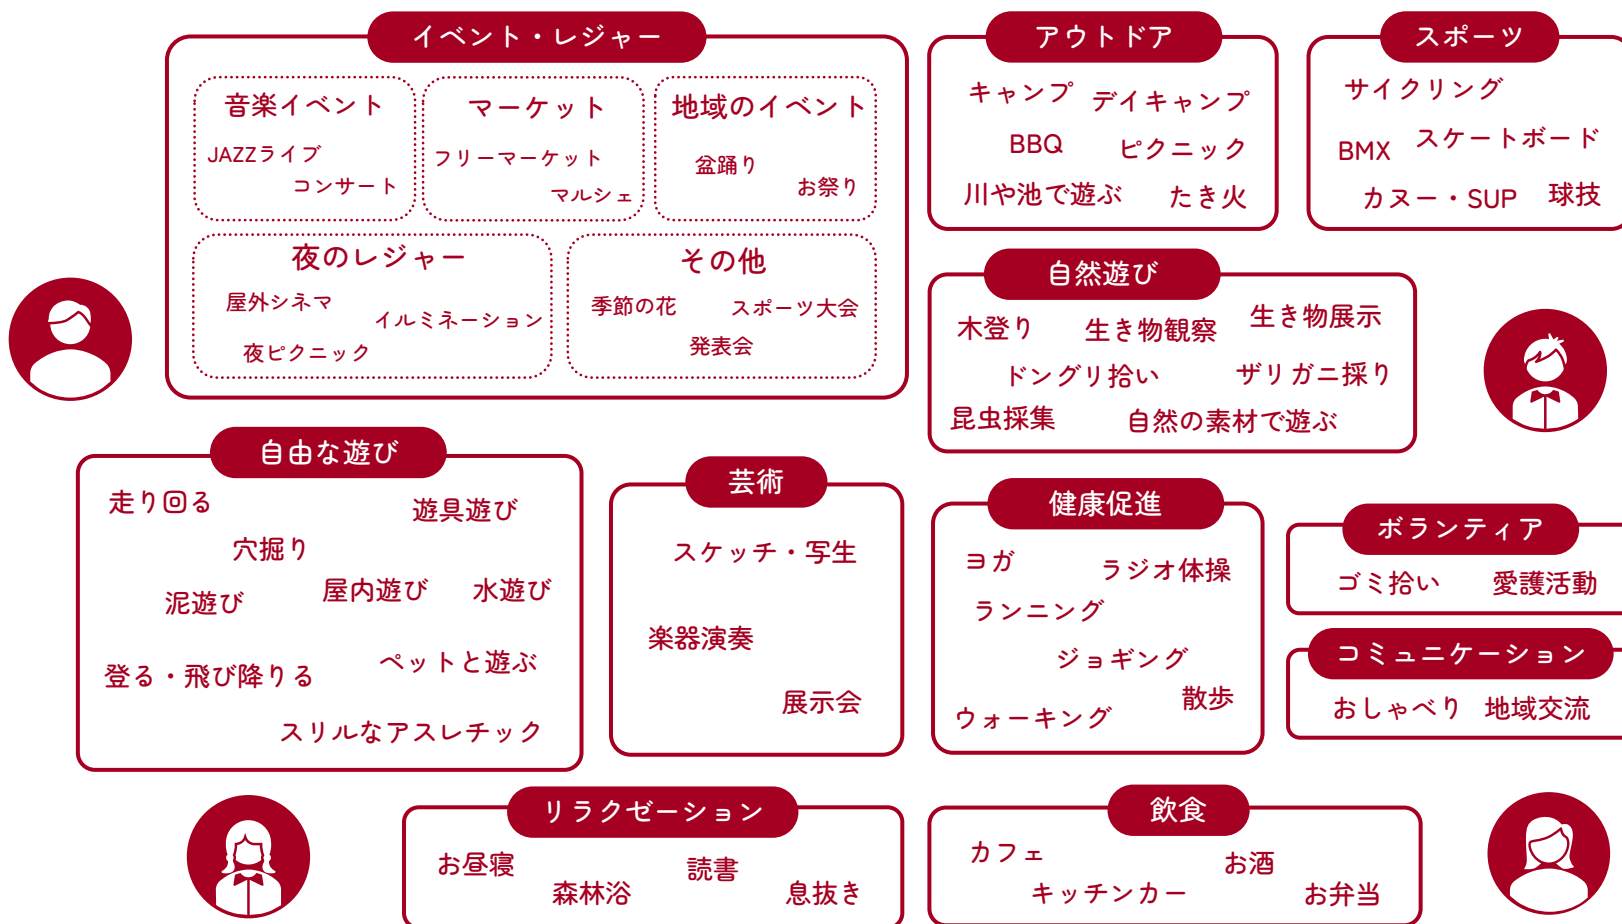 イベント・レジャー
音楽イベント
JAZZライブ
コンサート
マーケット
フリーマーケット
マルシェ
地域のイベント
盆踊り
お祭り
夜のレジャー
屋外シネマ
イルミネーション
夜ピクニック
その他
季節の花
スポーツ大会
発表会
アウトドア
キャンプ
デイキャンプ
BBQ
ピクニック
川や池で遊ぶ
たき火
スポーツ
サイクリング
BMX
スケートボード
カヌー・SUP
球技
自然遊び
木登り
生き物観察
生き物展示
ドングリ拾い
ザリガニ採り
昆虫採集
自然の素材で遊ぶ
自由な遊び
走り回る
遊具遊び
穴掘り
泥遊び
屋内遊び
水遊び
登る・飛び降りる
ペットと遊ぶ
スリルなアスレチック
芸術
スケッチ・写生
楽器演奏
展示会
健康促進
ヨガ
ラジオ体操
ランニング
ジョギング
ウォーキング
散歩
ボランティア
ゴミ拾い
愛護活動
コミュニケーション
おしゃべり
地域交流
リラクゼーション
お昼寝
森林浴
読書
息抜き
飲食
カフェ
キッチンカー
お酒
お弁当